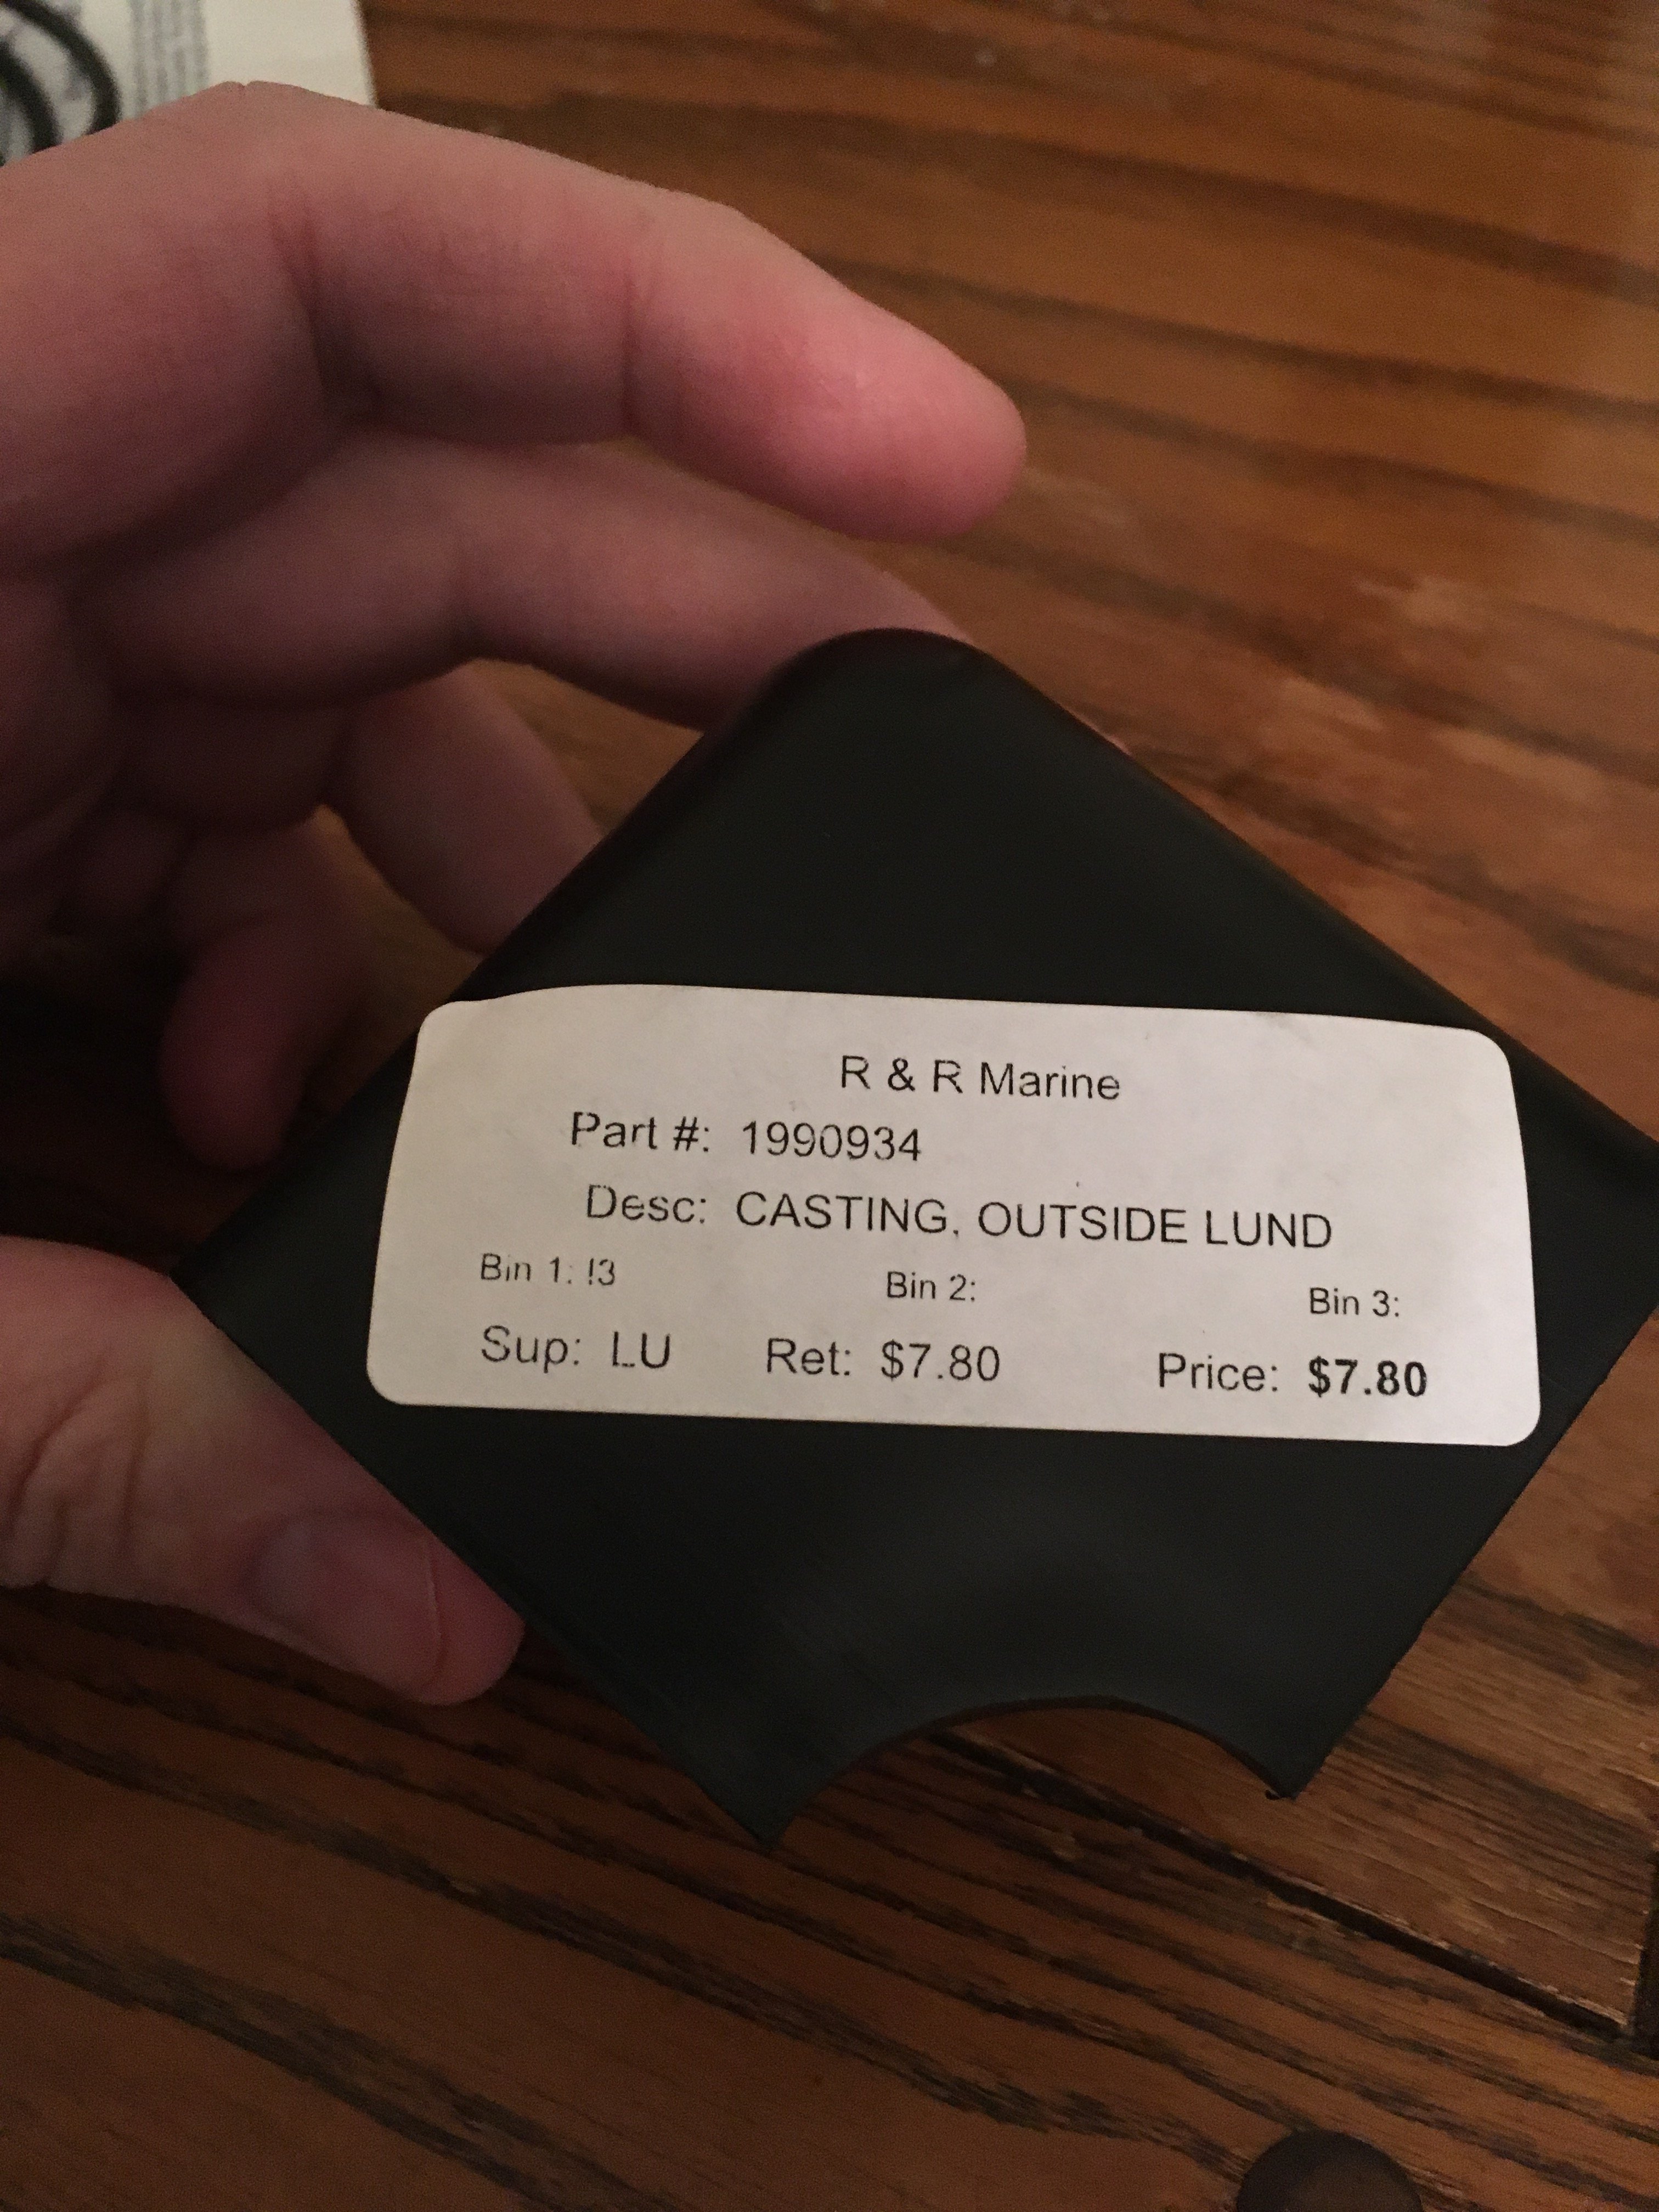 R & R Marine
Part #: 1990934
Desc: CASTING, OUTSIDE LUND
Bin 1: !3 Bin 2: Bin 3:
Sup: LU Ret: $7.80 Price: $7.80